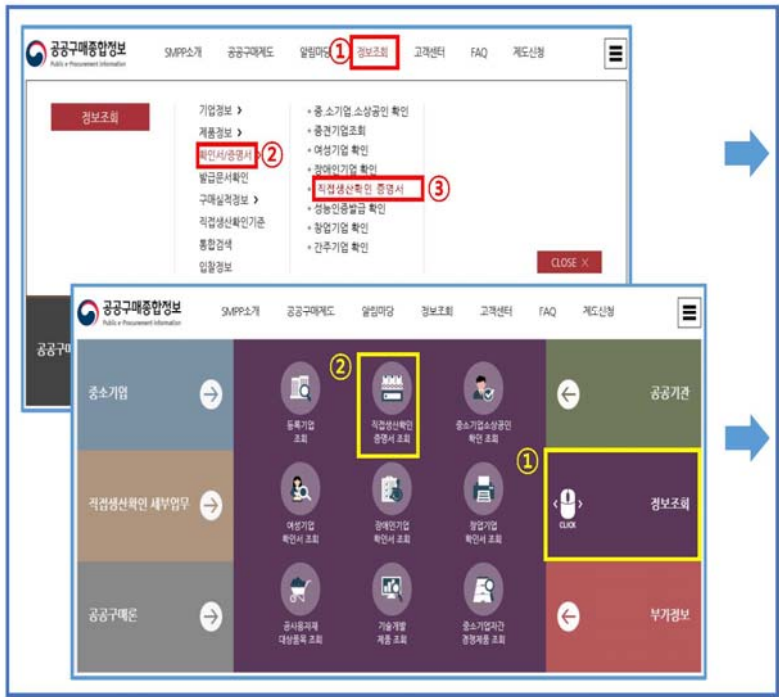 공공구매종합정보
Public e-Procurement Information
SMPP소개 공공구매제도 알림마당 ① 정보조회 고객센터 FAQ 제도신청
정보조회
기업정보 >
제품정보 >
확인서/증명서 > ②
발급문서확인
구매실적정보 >
직접생산확인기준
통합검색
입찰정보
• 중.소기업.소상공인 확인
• 중견기업조회
• 여성기업 확인
• 장애인기업 확인
• 직접생산확인 증명서 ③
• 성능인증발급 확인
• 창업기업 확인
• 간주기업 확인
CLOSE ×
공공구매종합정보
Public e-Procurement Information
SMPP소개 공공구매제도 알림마당 정보조회 고객센터 FAQ 제도신청
공공구
중소기업
직접생산확인 세부업무
공공구매론
등록기업
조회
②
직접생산확인
증명서 조회
중소기업소상공인
확인 조회
여성기업
확인서 조회
장애인기업
확인서 조회
창업기업
확인서 조회
공사용자재
대상품목 조회
기술개발
제품 조회
중소기업자간
경쟁제품 조회
공공기관
①
CLICK
정보조회
부가정보